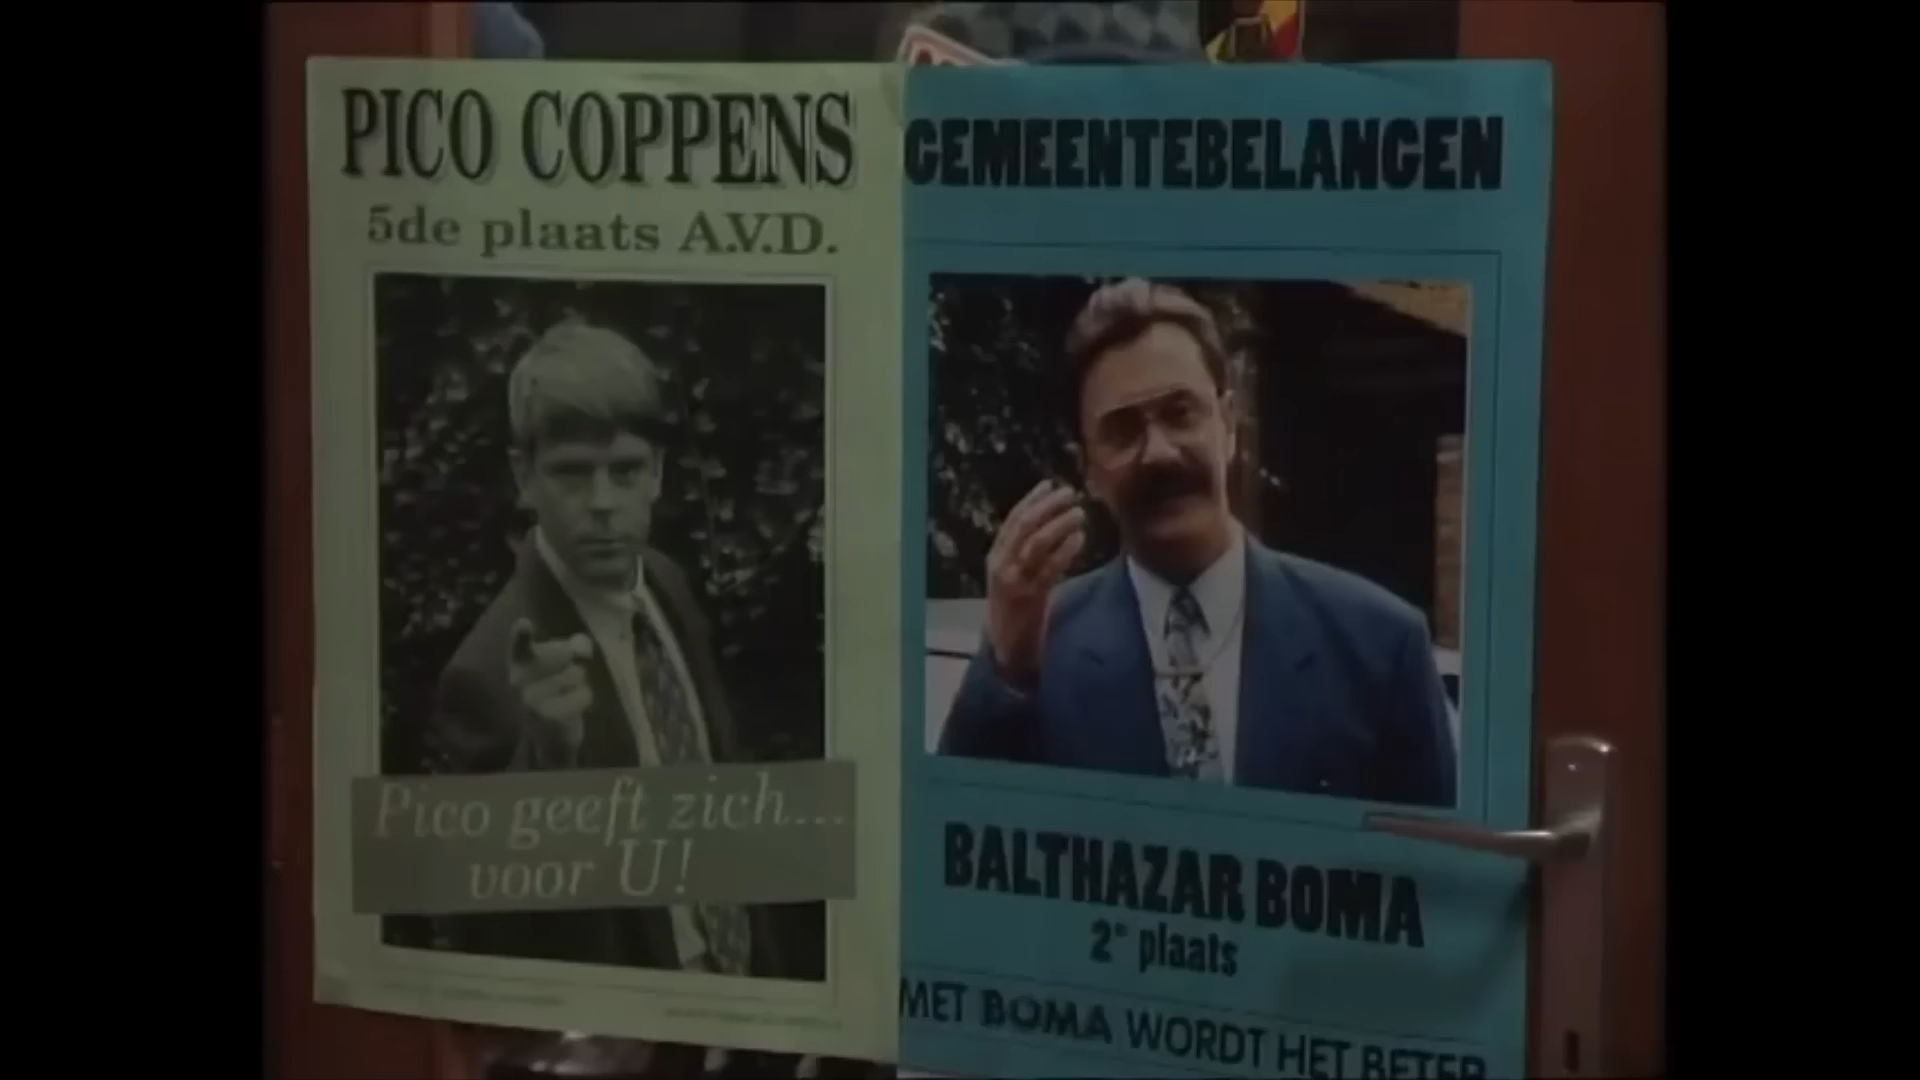 PICO COPPENS
5de plaats A.V.D.
Pico geeft zich...
voor U!
GEMEENTEBELANGEN
BALTHAZAR BOMA
2e plaats
MET BOMA WORDT HET BETER